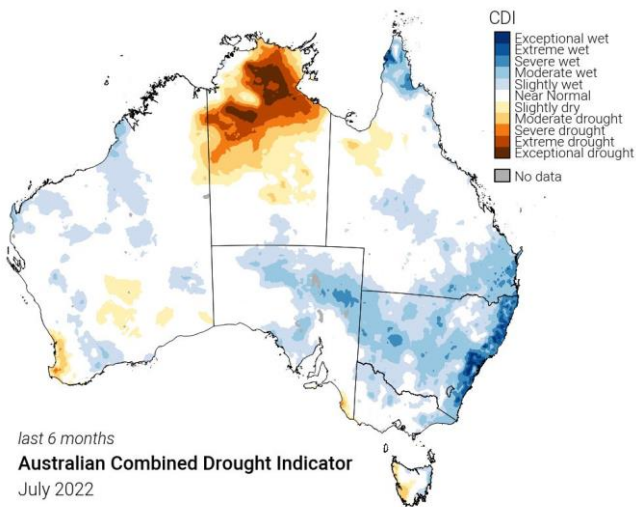 CDI
Exceptional wet
Extreme wet
Severe wet
Moderate wet
Slightly wet
Near Normal
Slightly dry
Moderate drought
Severe drought
Extreme drought
Exceptional drought
No data
last 6 months
Australian Combined Drought Indicator
July 2022